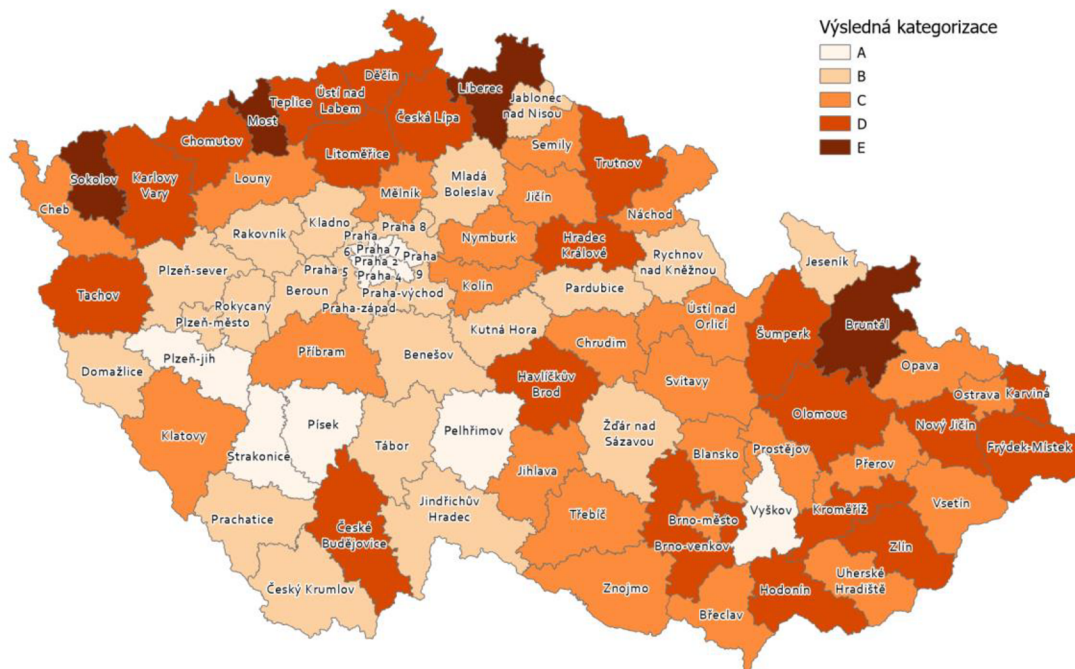 Výsledná kategorizace
A
B
C
D
E
Děčín
Ústí nad
Labem
Teplice
Liberec
Jablonec
nad Nisou
Most
Česká Lípa
Chomutov
Semily
Trutnov
Litoměřice
Sokolov
Karlovy
Vary
Louny
Mělník
Mladá
Boleslav
Jičín
Cheb
Náchod
Kladno
Praha 8
Rakovník
Praha
Praha 7
Nymburk
Hradec
Králové
6
Praha
Praha 2
Rychnov
nad Kněžnou
Jeseník
Plzeň-sever
Praha
5
Praha 4
9
Tachov
Beroun
Kolín
Pardubice
Praha-východ
Rokycany
Praha-západ
Ústí nad
Orlicí
Plzeň-město
Kutná Hora
Bruntál
Šumperk
Chrudim
Příbram
Benešov
Plzeň-jih
Opava
Domažlice
Havlíčkův
Brod
Svitavy
Ostrava
Karviná
Olomouc
Nový Jičín
Písek
Pelhřimov
Žďár nad
Sázavou
Klatovy
Tábor
Prostějov
Frýdek-Místek
Strakonice
Blansko
Přerov
Jihlava
Jindřichův
Hradec
Vsetín
Vyškov
Kroměříž
Třebíč
Brno-město
Prachatice
České
Budějovice
Brno-venkov
Zlín
Uherské
Hradiště
Český Krumlov
Znojmo
Hodonín
Břeclav